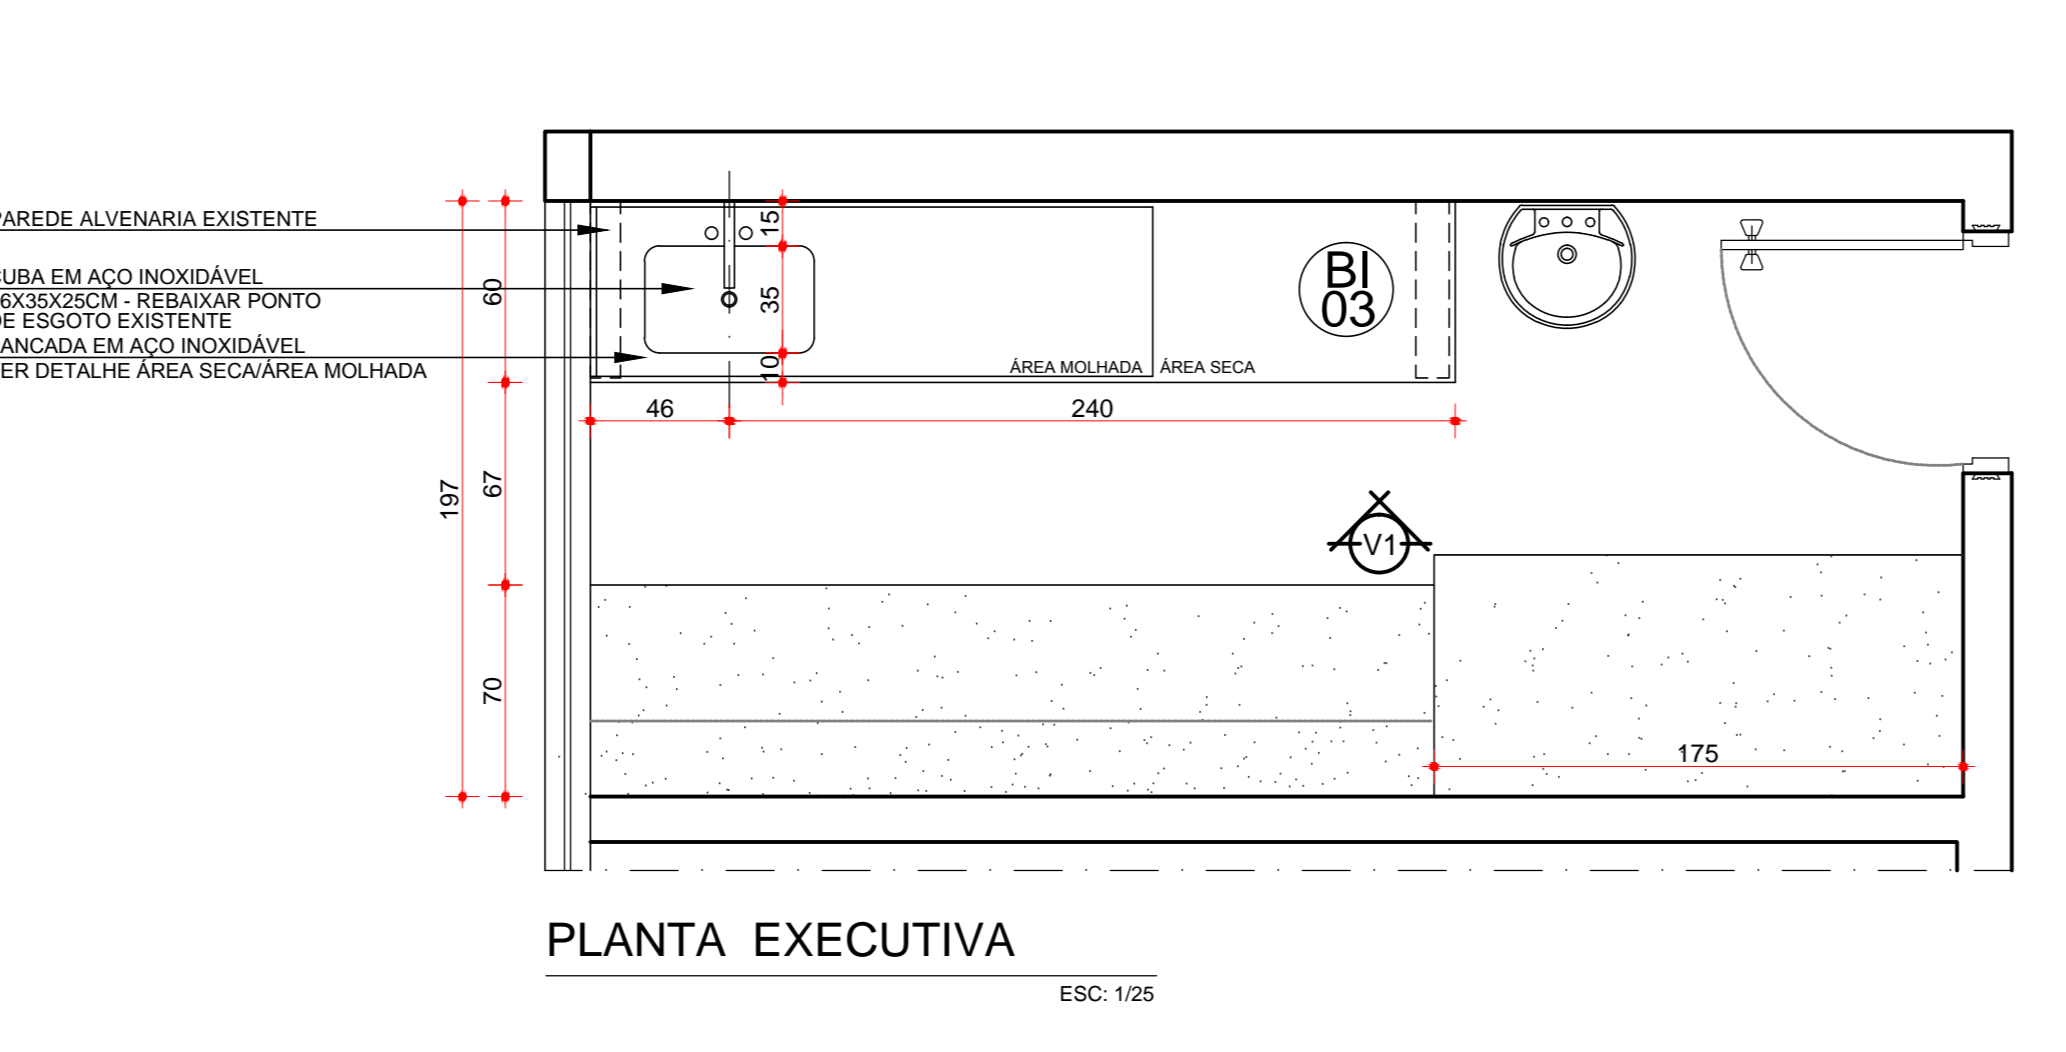 PAREDE ALVENARIA EXISTENTE
CUBA EM AÇO INOXIDÁVEL
6X35X25CM - REBAIXAR PONTO
DE ESGOTO EXISTENTE
ANCADA EM AÇO INOXIDÁVEL
ER DETALHE ÁREA SECA/ÁREA MOLHADA
197
60
67
70
15
35
10
46
240
ÁREA MOLHADA
ÁREA SECA
BI
03
V1
175
PLANTA EXECUTIVA
ESC: 1/25